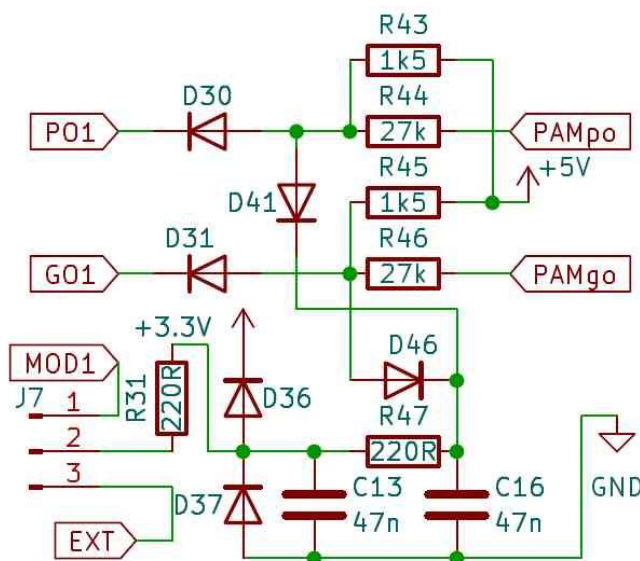 R43
1k5
D30
R44
PO1
27k
PAMpo
R45
+5V
D41
1k5
D31
R46
GO1
27k
PAMgo
+3.3V
D46
MOD1
J7
1
R31
220R
D36
R47
2
220R
3
D37
C13
C16
GND
47n
47n
EXT